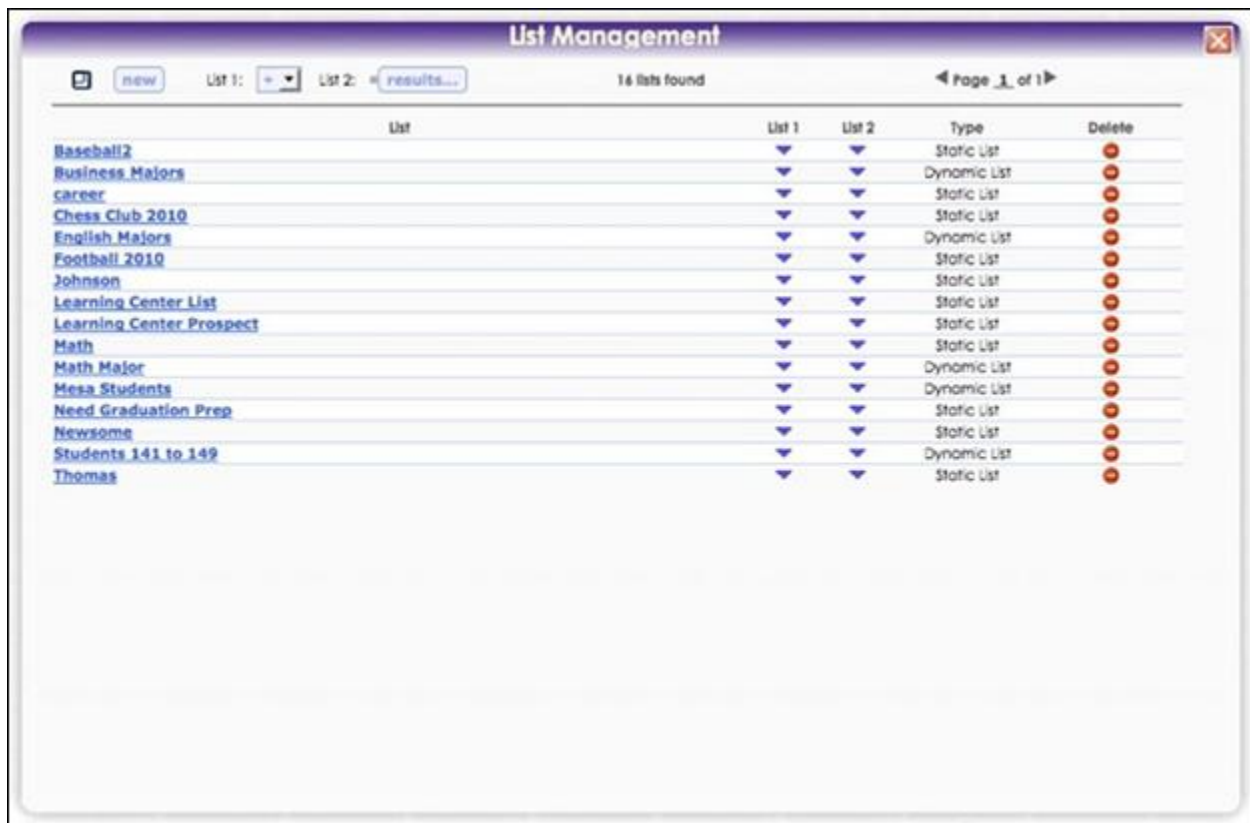 List Management
new List 1: + List 2: = results... 16 lists found Page 1 of 1
List List 1 List 2 Type Delete
Baseball2 Static List
Business Majors Dynamic List
career Static List
Chess Club 2010 Static List
English Majors Dynamic List
Football 2010 Static List
Johnson Static List
Learning Center List Static List
Learning Center Prospect Static List
Math Static List
Math Major Dynamic List
Mesa Students Dynamic List
Need Graduation Prep Static List
Newsome Static List
Students 141 to 149 Dynamic List
Thomas Static List